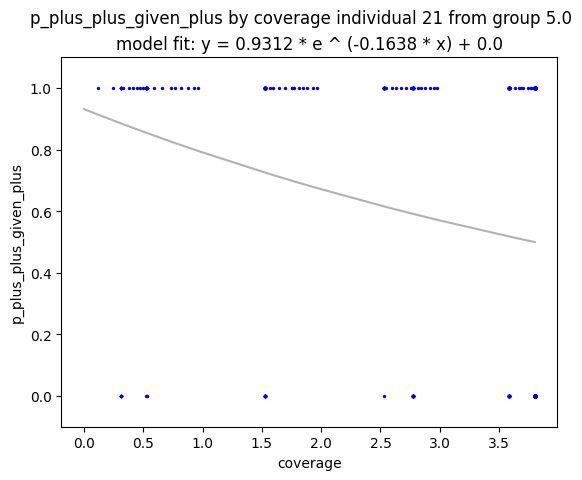 p_plus_plus_given_plus by coverage individual 21 from group 5.0
model fit: y = 0.9312 * e ^ (-0.1638 * x) + 0.0
1.0
0.8
0.6
0.4
0.2
0.0
p_plus_plus_given_plus
0.0 0.5 1.0 1.5 2.0 2.5 3.0 3.5
coverage